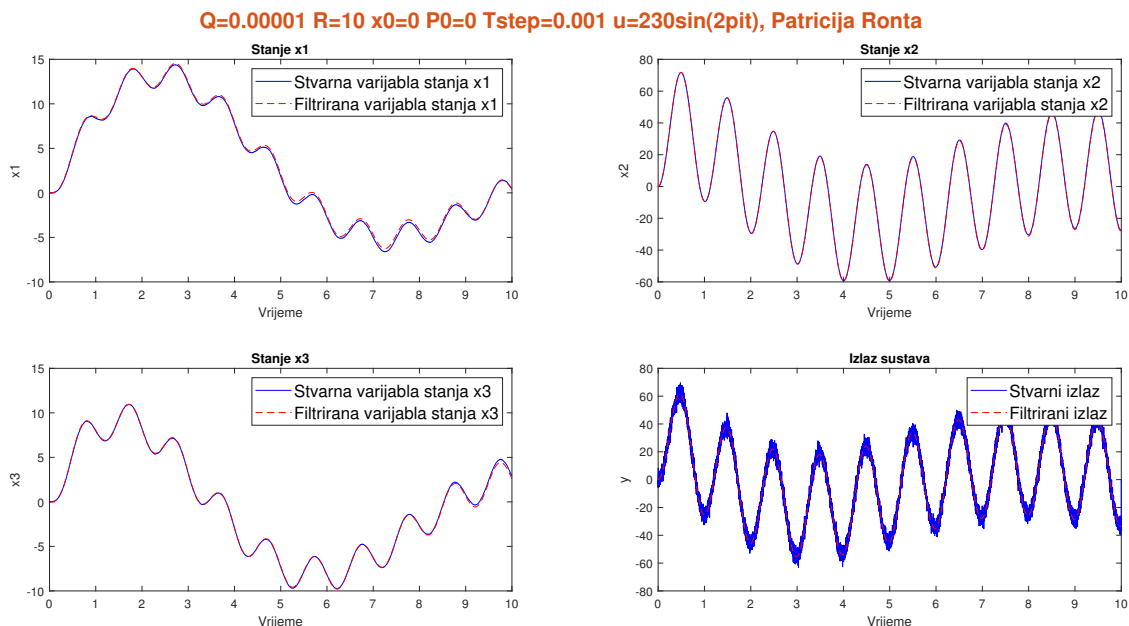 Q=0.00001 R=10 x0=0 P0=0 Tstep=0.001 u=230sin(2pit), Patricija Ronta
Stanje x1
15
10
5
0
-5
-10
x1
Stvarna varijabla stanja x1
Filtrirana varijabla stanja x1
0 1 2 3 4 5 6 7 8 9 10
Vrijeme
Stanje x2
80
60
40
20
0
-20
-40
-60
x2
Stvarna varijabla stanja x2
Filtrirana varijabla stanja x2
0 1 2 3 4 5 6 7 8 9 10
Vrijeme
Stanje x3
15
10
5
0
-5
-10
x3
Stvarna varijabla stanja x3
Filtrirana varijabla stanja x3
0 1 2 3 4 5 6 7 8 9 10
Vrijeme
Izlaz sustava
80
60
40
20
0
-20
-40
-60
-80
y
Stvarni izlaz
Filtrirani izlaz
0 1 2 3 4 5 6 7 8 9 10
Vrijeme